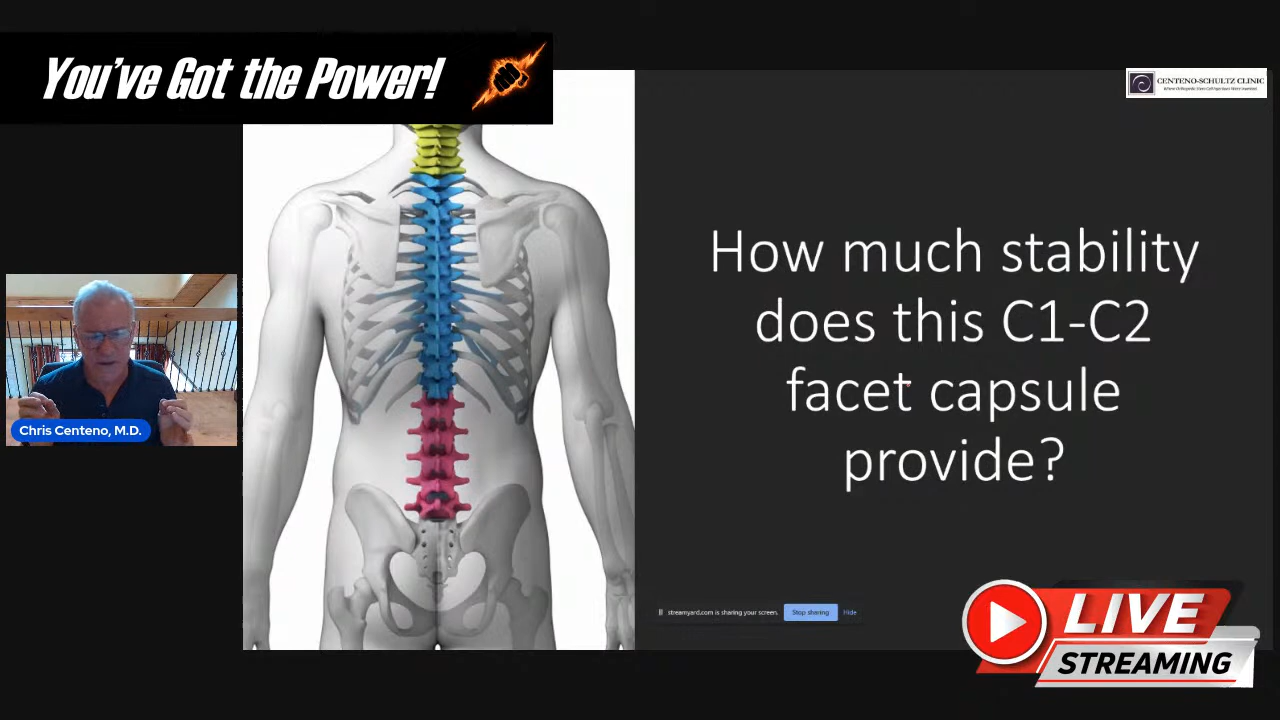 You've Got the Power!
CENTENO-SCHULTZ CLINIC
How much stability
does this C1-C2
facet capsule
provide?
Chris Centeno, M.D.
streamyard.com is sharing your screen.
Stop sharing
Hide
LIVE
STREAMING